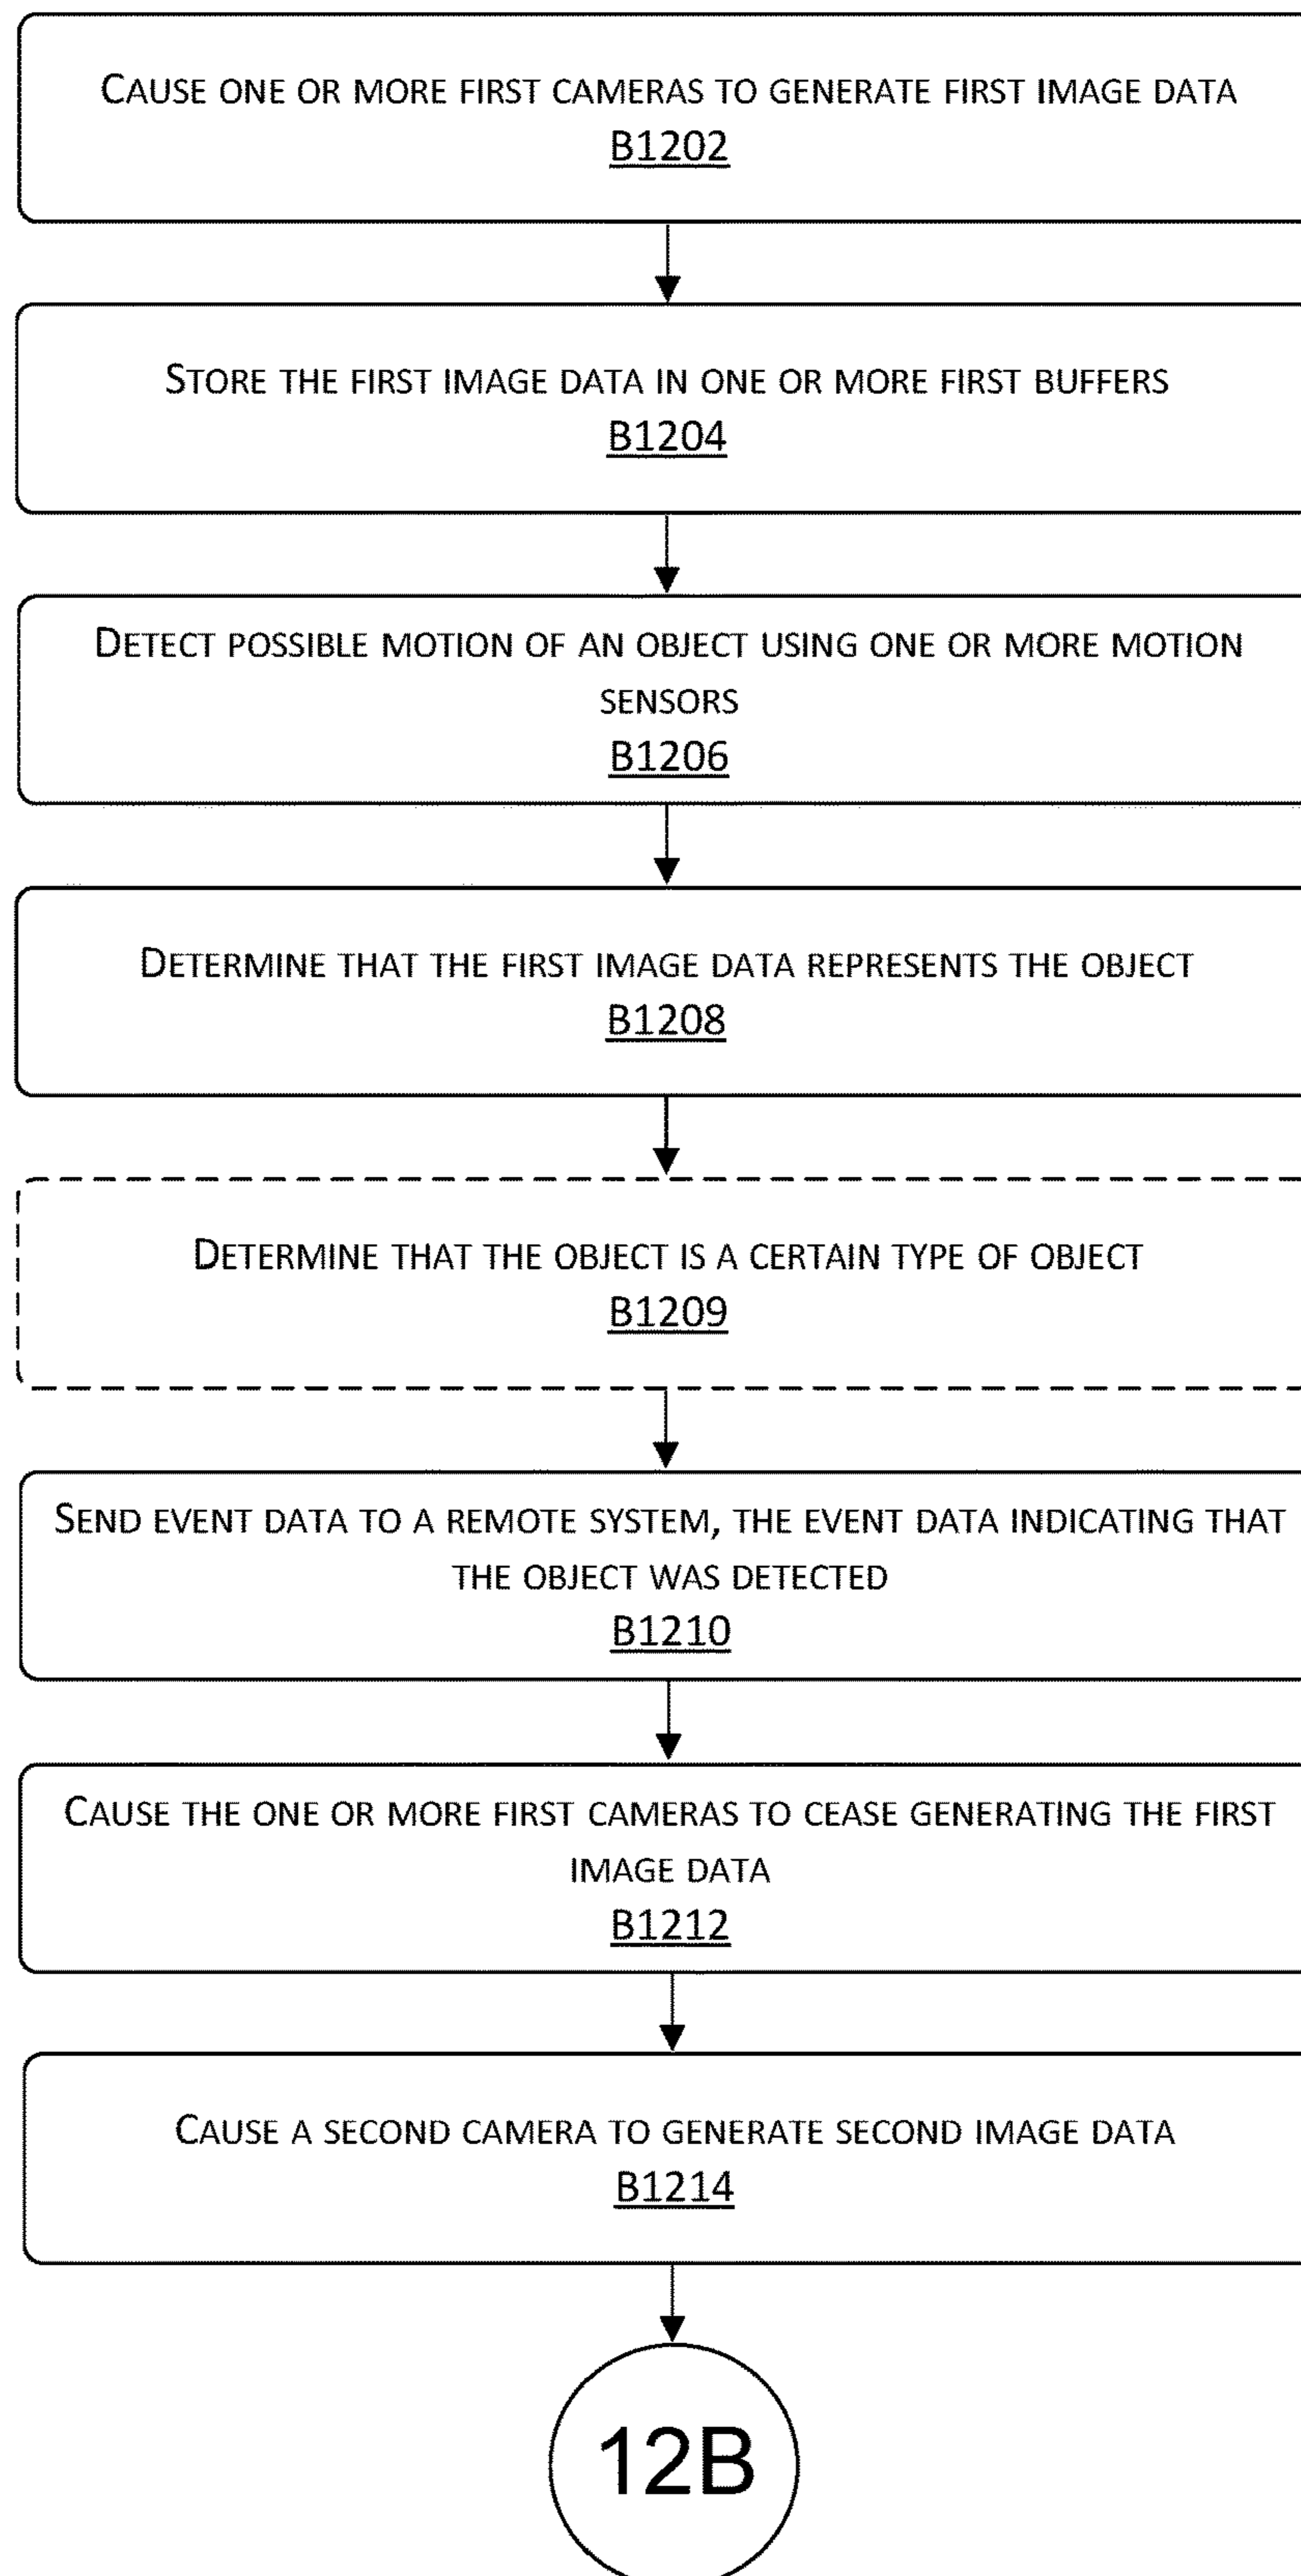 CAUSE ONE OR MORE FIRST CAMERAS TO GENERATE FIRST IMAGE DATA
B1202
STORE THE FIRST IMAGE DATA IN ONE OR MORE FIRST BUFFERS
B1204
DETECT POSSIBLE MOTION OF AN OBJECT USING ONE OR MORE MOTION
SENSORS
B1206
DETERMINE THAT THE FIRST IMAGE DATA REPRESENTS THE OBJECT
B1208
DETERMINE THAT THE OBJECT IS A CERTAIN TYPE OF OBJECT
B1209
SEND EVENT DATA TO A REMOTE SYSTEM, THE EVENT DATA INDICATING THAT
THE OBJECT WAS DETECTED
B1210
CAUSE THE ONE OR MORE FIRST CAMERAS TO CEASE GENERATING THE FIRST
IMAGE DATA
B1212
CAUSE A SECOND CAMERA TO GENERATE SECOND IMAGE DATA
B1214
12B